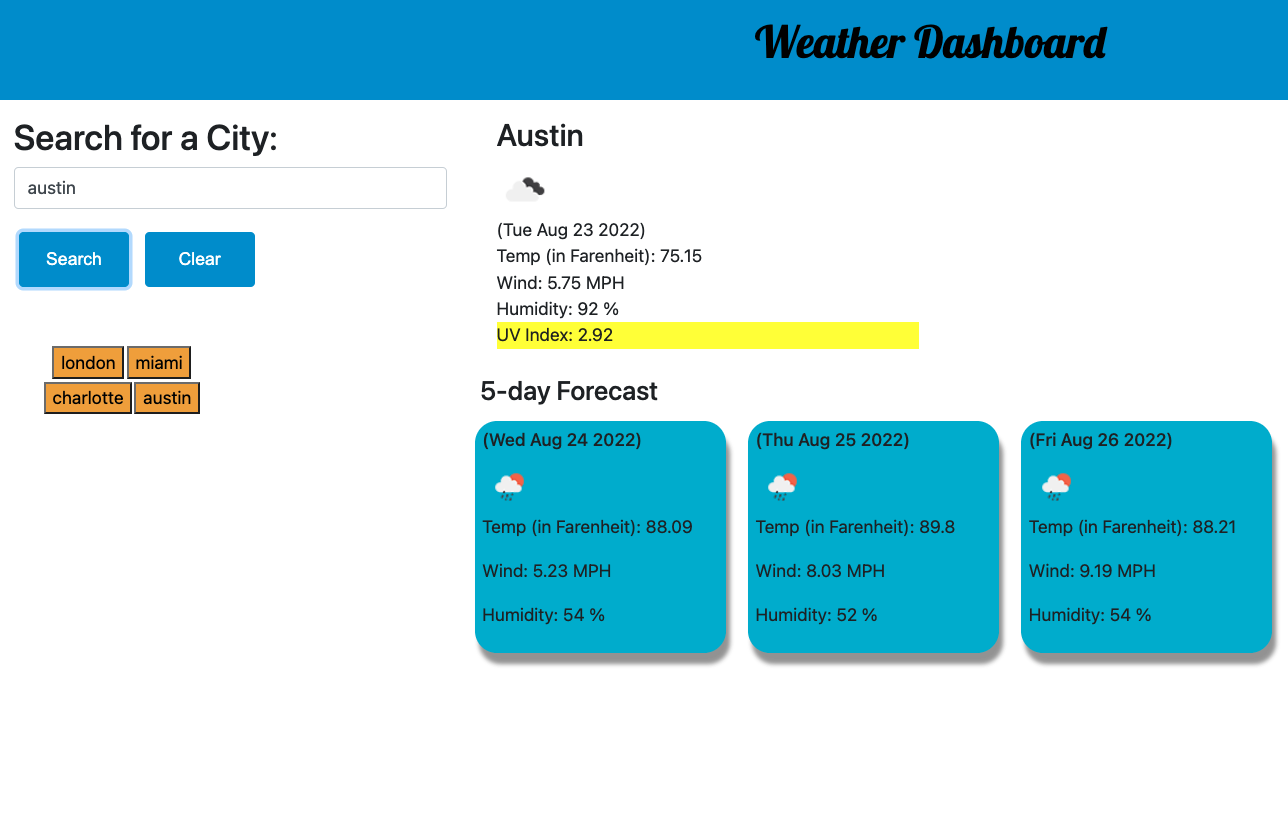 Weather Dashboard
Search for a City:
austin
Search Clear
london miami
charlotte austin
Austin
(Tue Aug 23 2022)
Temp (in Farenheit): 75.15
Wind: 5.75 MPH
Humidity: 92 %
UV Index: 2.92
5-day Forecast
(Wed Aug 24 2022)
Temp (in Farenheit): 88.09
Wind: 5.23 MPH
Humidity: 54 %
(Thu Aug 25 2022)
Temp (in Farenheit): 89.8
Wind: 8.03 MPH
Humidity: 52 %
(Fri Aug 26 2022)
Temp (in Farenheit): 88.21
Wind: 9.19 MPH
Humidity: 54 %